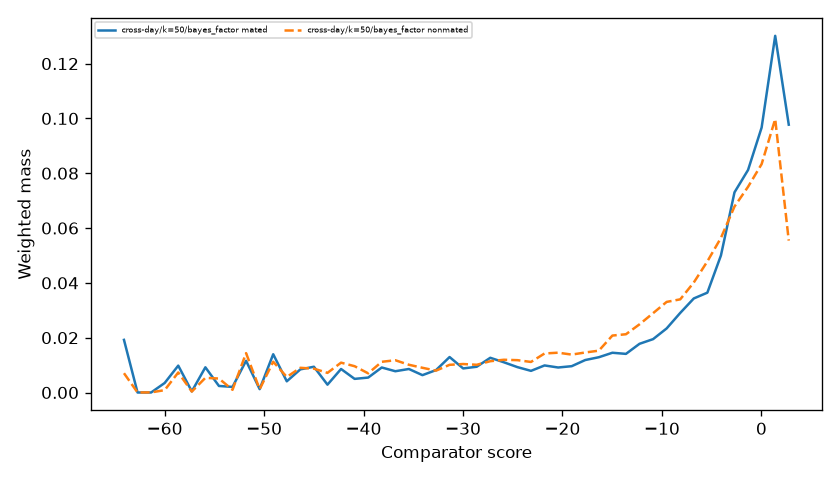 cross-day/k=50/bayes_factor mated cross-day/k=50/bayes_factor nonmated
0.12
0.10
0.08
0.06
0.04
0.02
0.00
Weighted mass
−60 −50 −40 −30 −20 −10 0
Comparator score